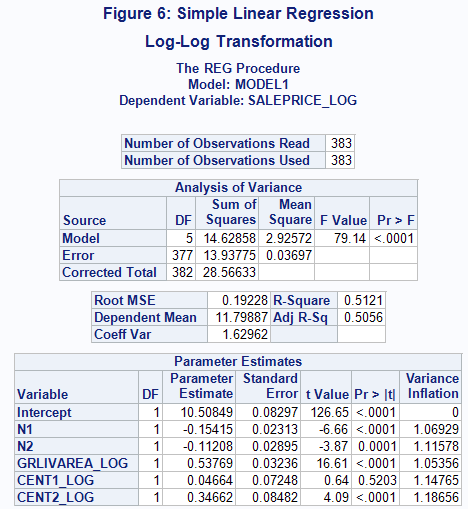 Figure 6: Simple Linear Regression
Log-Log Transformation
The REG Procedure
Model: MODEL1
Dependent Variable: SALEPRICE_LOG
Number of Observations Read 383
Number of Observations Used 383
Analysis of Variance
Source DF Sum of Squares Mean Square F Value Pr > F
Model 5 14.62858 2.92572 79.14 <.0001
Error 377 13.93775 0.03697
Corrected Total 382 28.56633
Root MSE 0.19228 R-Square 0.5121
Dependent Mean 11.79887 Adj R-Sq 0.5056
Coeff Var 1.62962
Parameter Estimates
Variable DF Parameter Estimate Standard Error t Value Pr > |t| Variance Inflation
Intercept 1 10.50849 0.08297 126.65 <.0001 0
N1 1 -0.15415 0.02313 -6.66 <.0001 1.06929
N2 1 -0.11208 0.02895 -3.87 0.0001 1.11578
GRLIVAREA_LOG 1 0.53769 0.03236 16.61 <.0001 1.05356
CENT1_LOG 1 0.04664 0.07248 0.64 0.5203 1.14765
CENT2_LOG 1 0.34662 0.08482 4.09 <.0001 1.18656